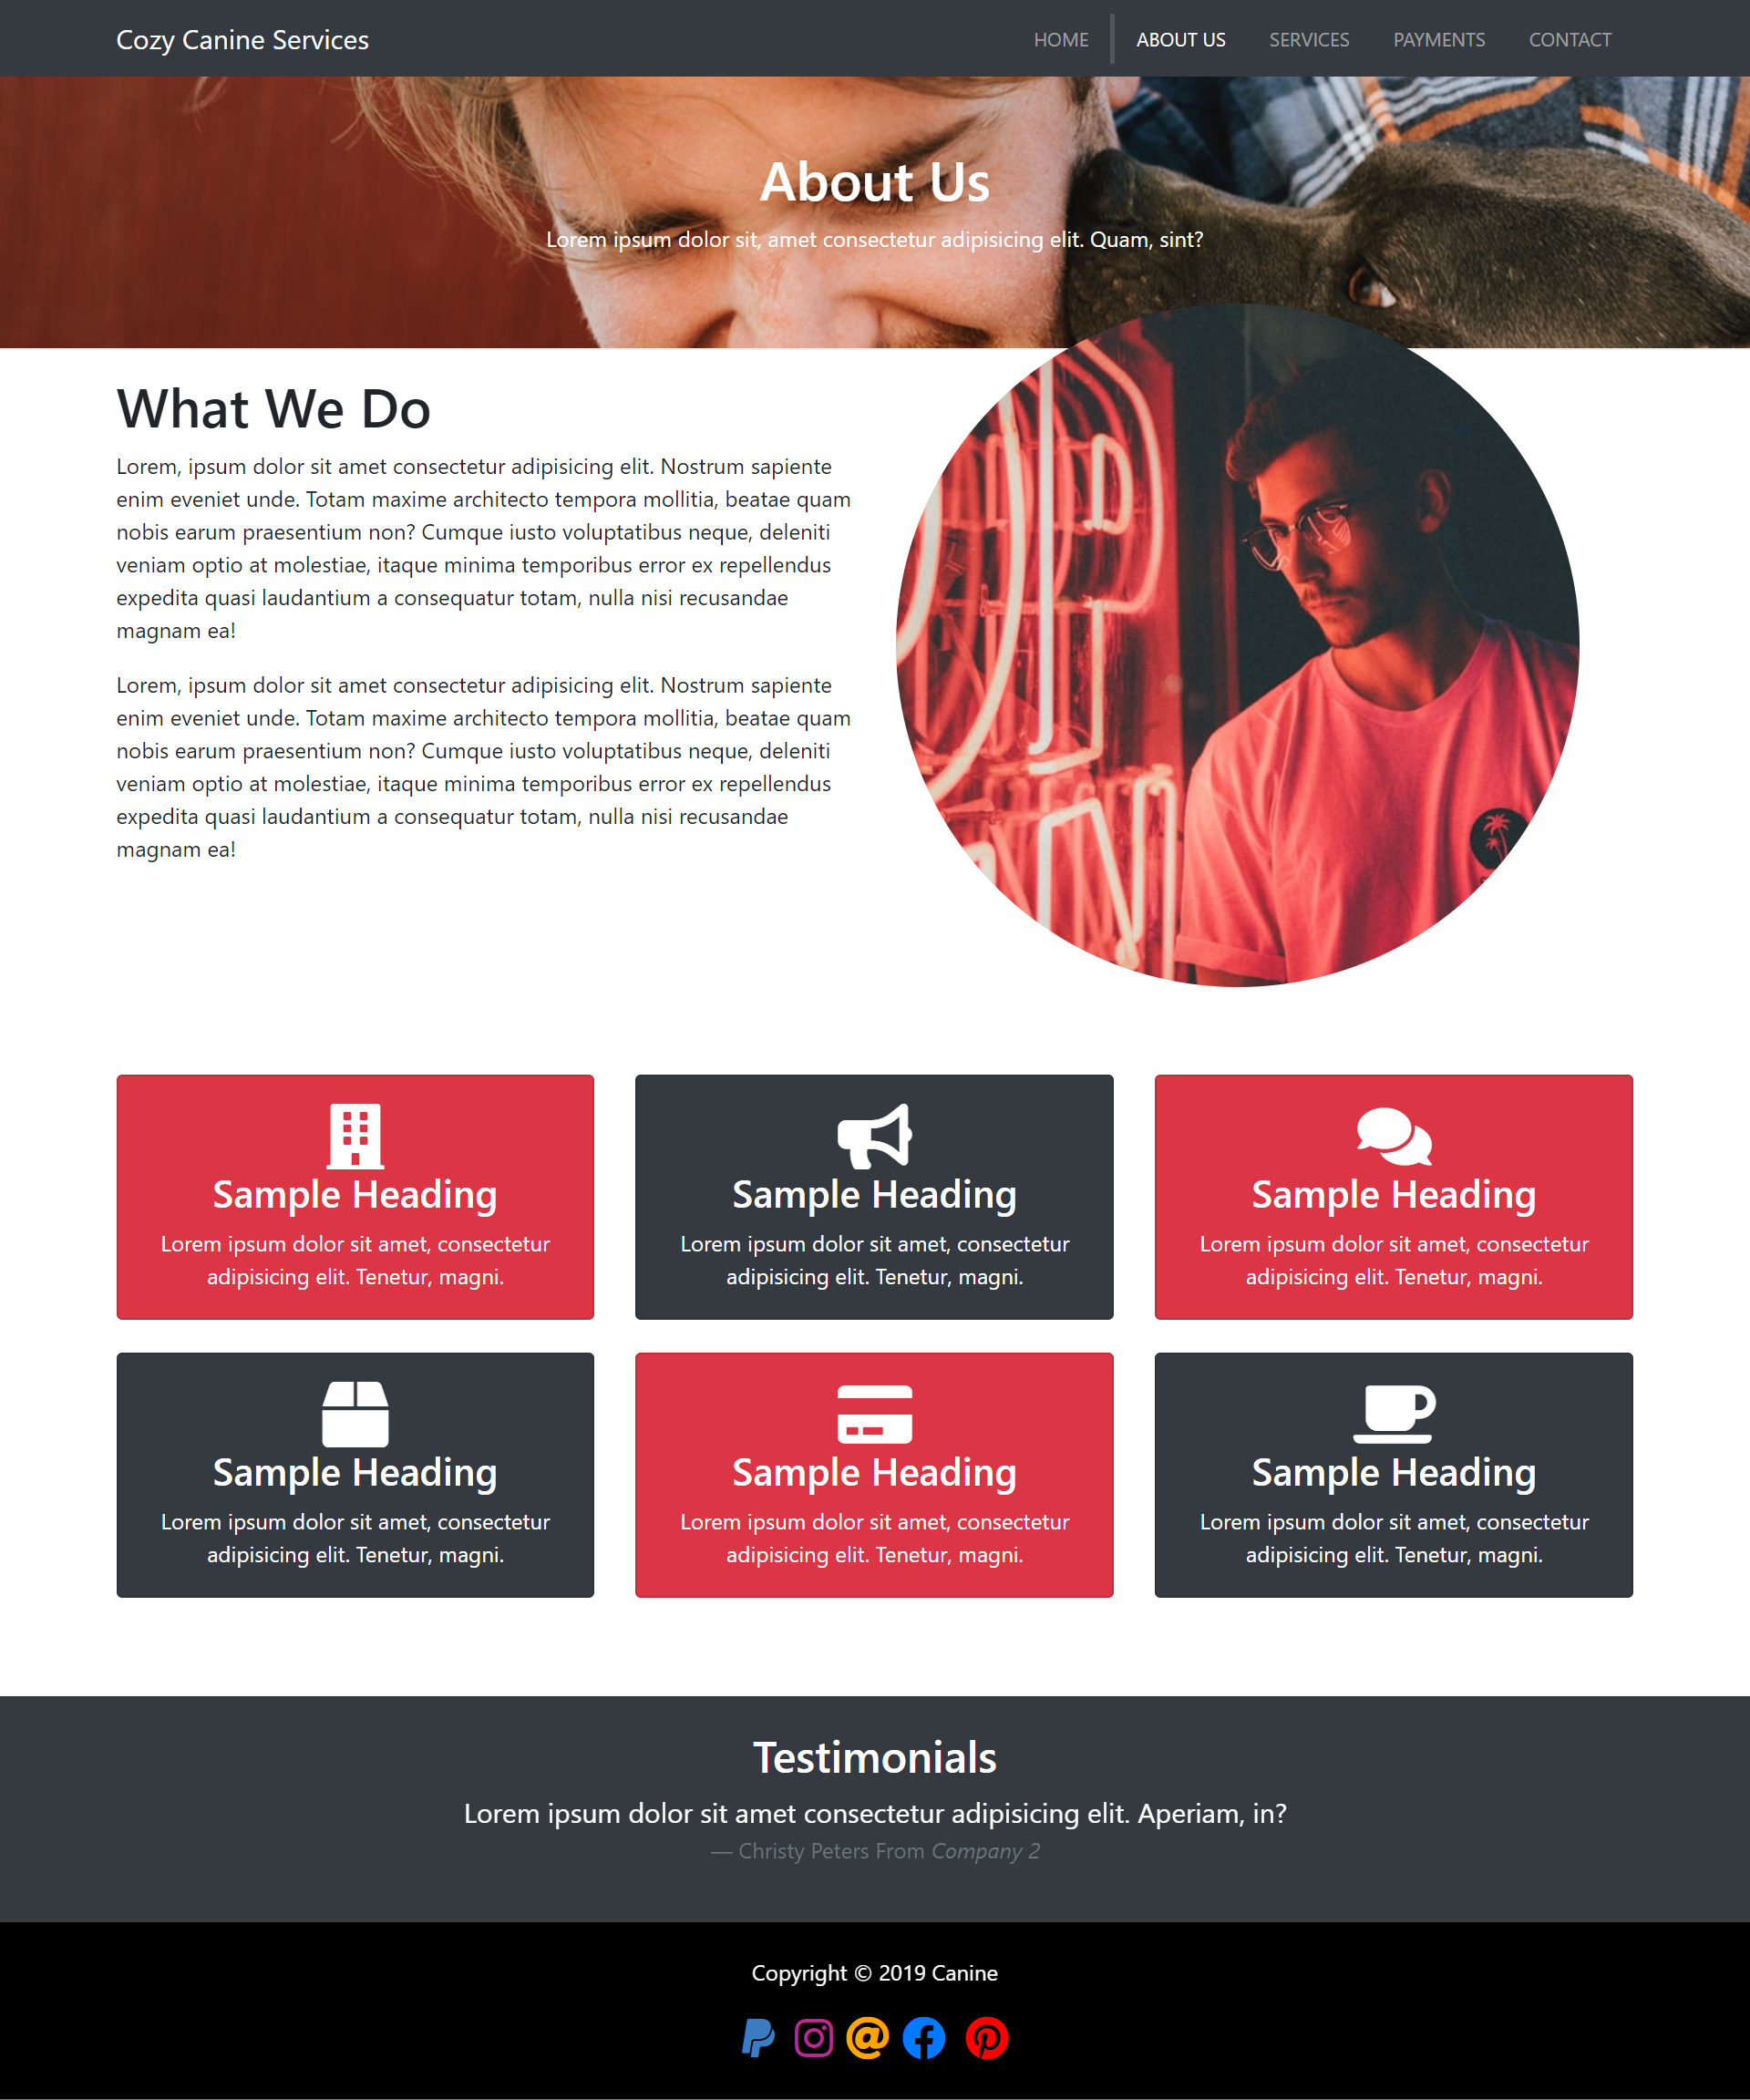 Cozy Canine Services
HOME
ABOUT US
SERVICES
PAYMENTS
CONTACT
About Us
Lorem ipsum dolor sit, amet consectetur adipisicing elit. Quam, sint?
What We Do
Lorem, ipsum dolor sit amet consectetur adipisicing elit. Nostrum sapiente
enim eveniet unde. Totam maxime architecto tempora mollitia, beatae quam
nobis earum praesentium non? Cumque iusto voluptatibus neque, deleniti
veniam optio at molestiae, itaque minima temporibus error ex repellendus
expedita quasi laudantium a consequatur totam, nulla nisi recusandae
magnam ea!
Lorem, ipsum dolor sit amet consectetur adipisicing elit. Nostrum sapiente
enim eveniet unde. Totam maxime architecto tempora mollitia, beatae quam
nobis earum praesentium non? Cumque iusto voluptatibus neque, deleniti
veniam optio at molestiae, itaque minima temporibus error ex repellendus
expedita quasi laudantium a consequatur totam, nulla nisi recusandae
magnam ea!
Sample Heading
Lorem ipsum dolor sit amet, consectetur
adipisicing elit. Tenetur, magni.
Sample Heading
Lorem ipsum dolor sit amet, consectetur
adipisicing elit. Tenetur, magni.
Sample Heading
Lorem ipsum dolor sit amet, consectetur
adipisicing elit. Tenetur, magni.
Sample Heading
Lorem ipsum dolor sit amet, consectetur
adipisicing elit. Tenetur, magni.
Sample Heading
Lorem ipsum dolor sit amet, consectetur
adipisicing elit. Tenetur, magni.
Sample Heading
Lorem ipsum dolor sit amet, consectetur
adipisicing elit. Tenetur, magni.
Testimonials
Lorem ipsum dolor sit amet consectetur adipisicing elit. Aperiam, in?
— Christy Peters From Company 2
Copyright © 2019 Canine